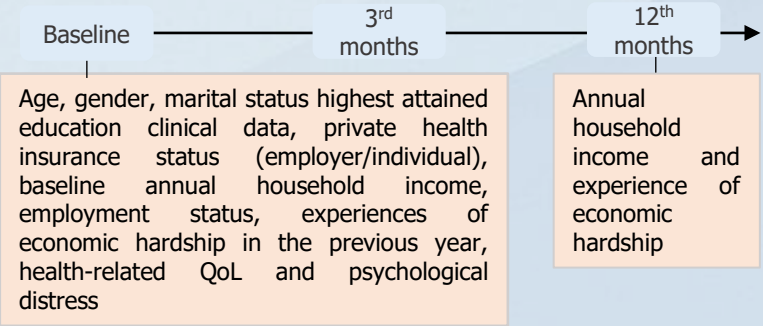 Baseline
3rd
months
12th
months
Age, gender, marital status highest attained
education clinical data, private health
insurance status (employer/individual),
baseline annual household income,
employment status, experiences of
economic hardship in the previous year,
health-related QoL and psychological
distress
Annual
household
income and
experience of
economic
hardship